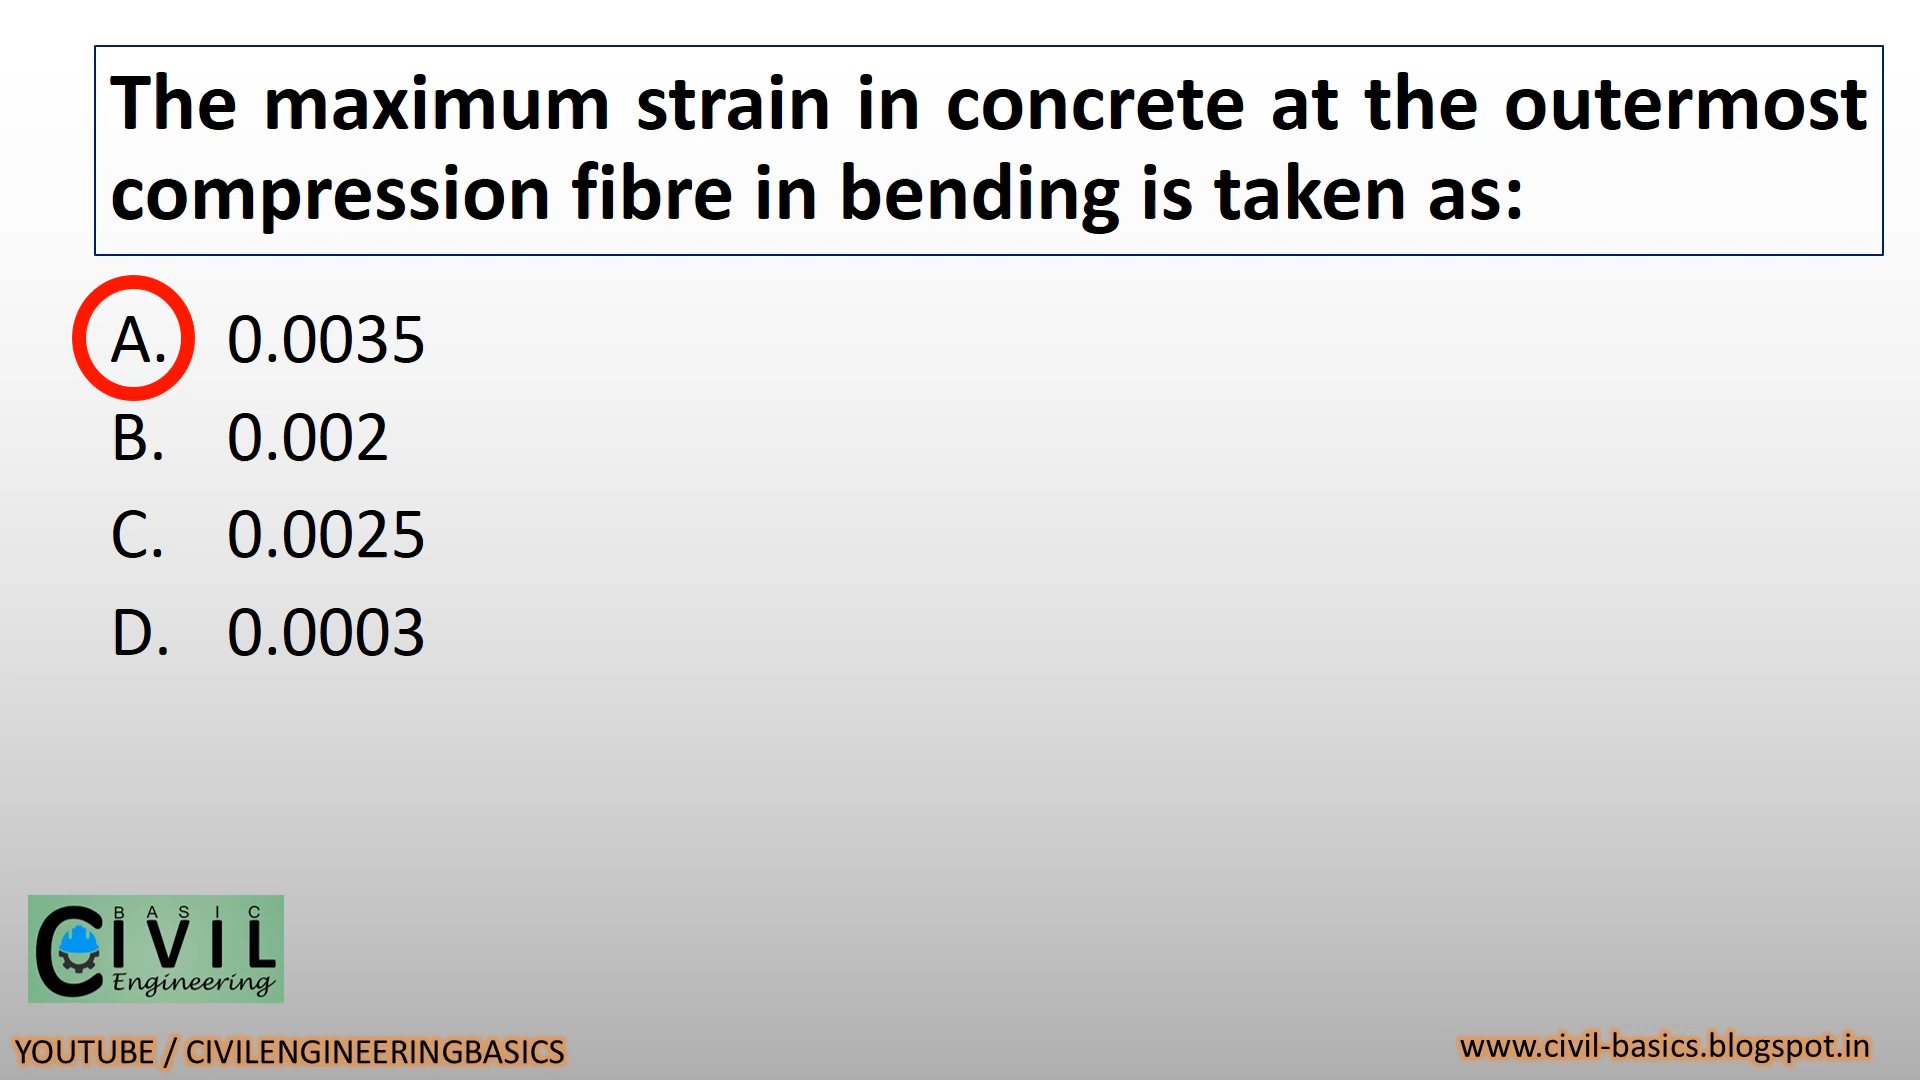 The maximum strain in concrete at the outermost
compression fibre in bending is taken as:
A. 0.0035
B. 0.002
C. 0.0025
D. 0.0003
BASIC
CIVIL
Engineering
YOUTUBE / CIVILENGINEERINGBASICS
www.civil-basics.blogspot.in